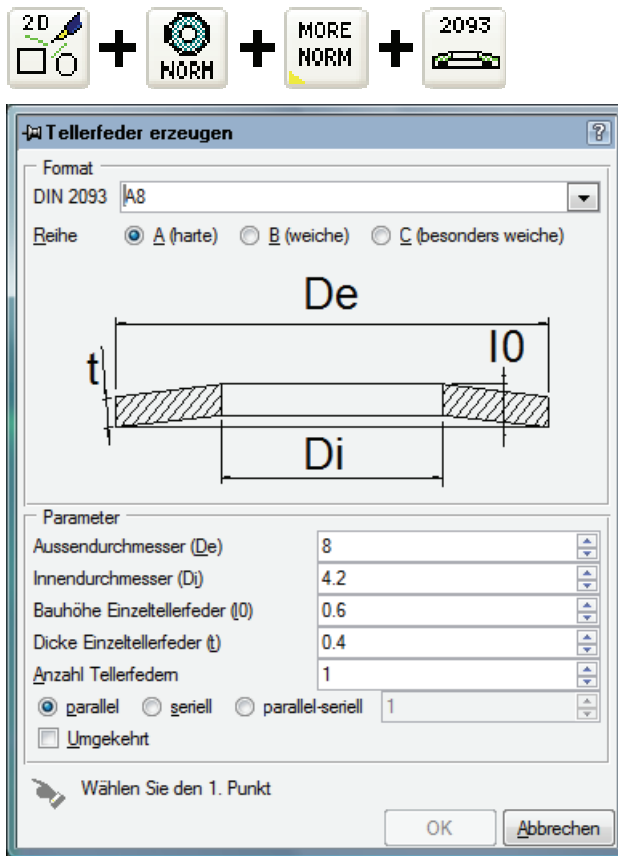 2D + NORM + MORE NORM + 2093
Tellerfeder erzeugen ?
Format
DIN 2093 A8
Reihe A (harte) B (weiche) C (besonders weiche)
De
t l0
Di
Parameter
Aussendurchmesser (De) 8
Innendurchmesser (Di) 4.2
Bauhöhe Einzeltellerfeder (l0) 0.6
Dicke Einzeltellerfeder (t) 0.4
Anzahl Tellerfedern 1
parallel seriell parallel-seriell 1
Umgekehrt
Wählen Sie den 1. Punkt
OK Abbrechen